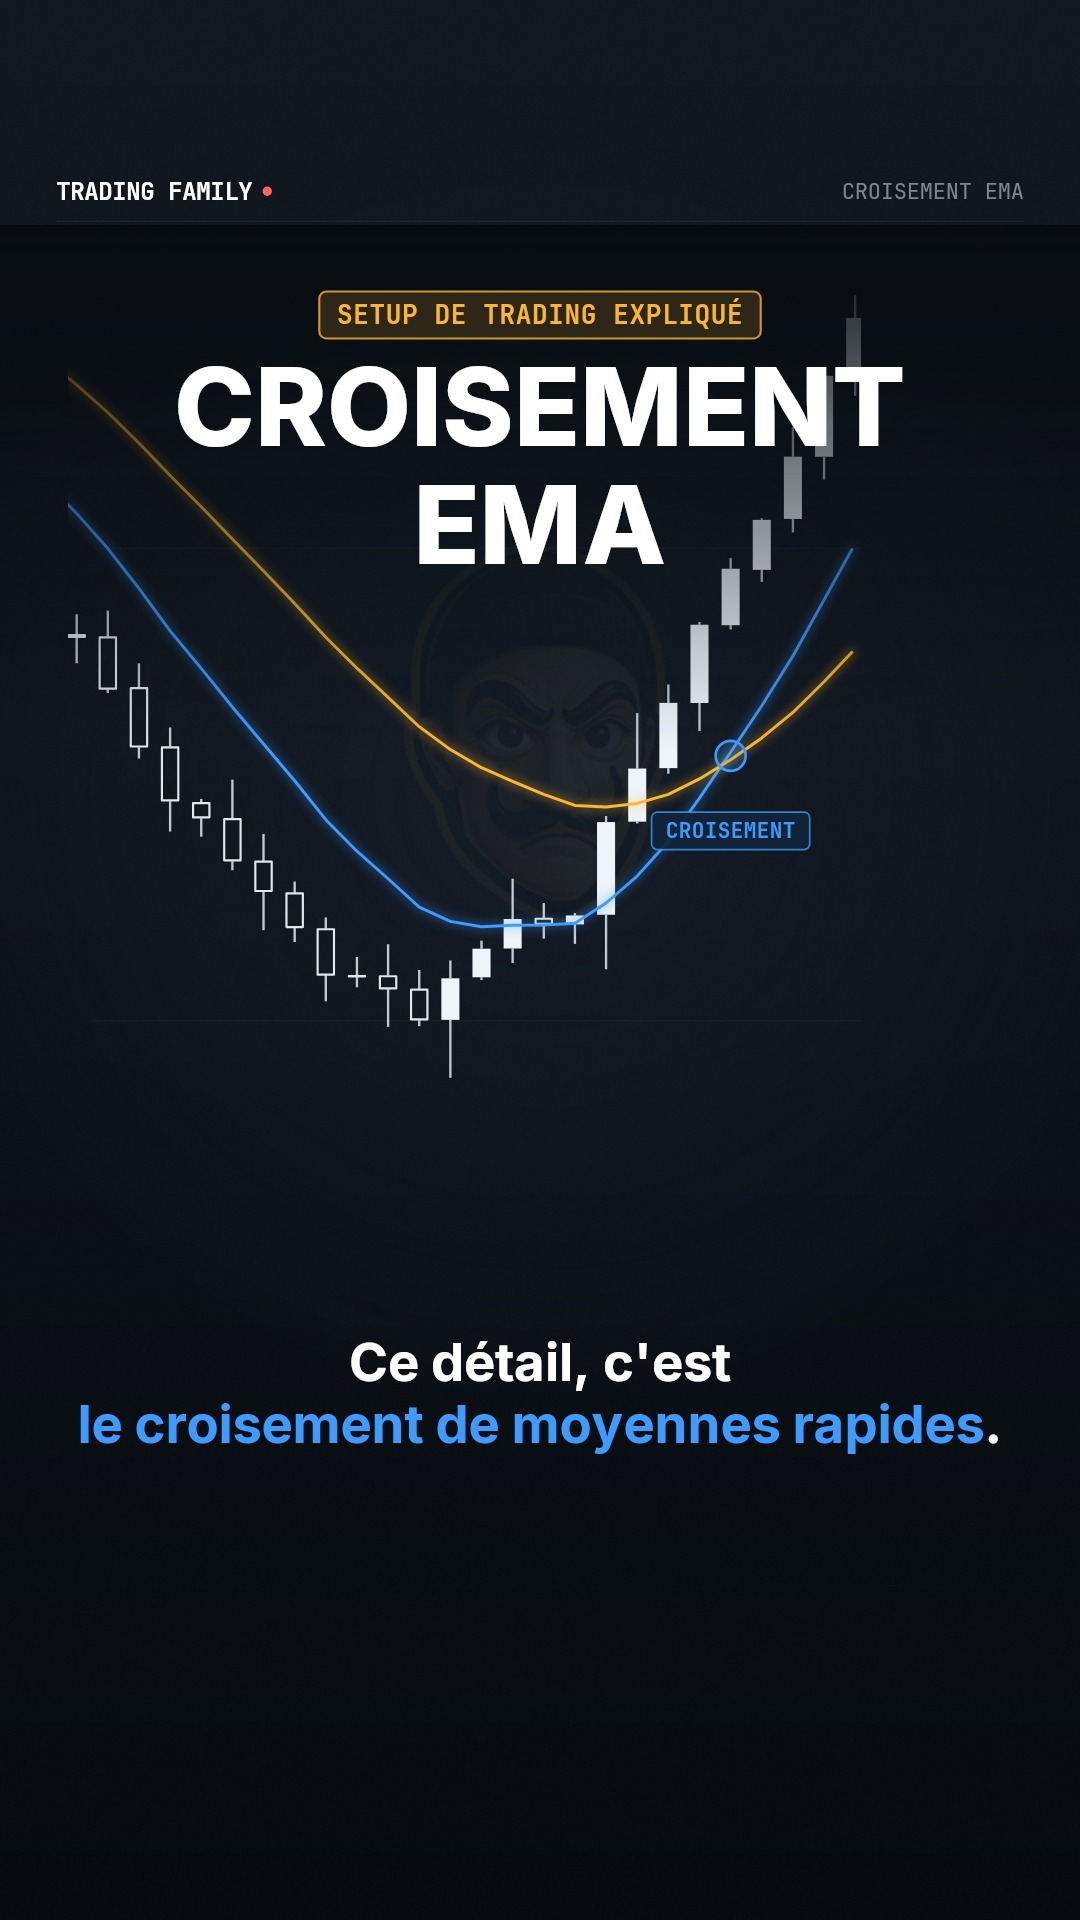 TRADING FAMILY
CROISEMENT EMA
SETUP DE TRADING EXPLIQUÉ
CROISEMENT
EMA
CROISEMENT
Ce détail, c'est
le croisement de moyennes rapides.